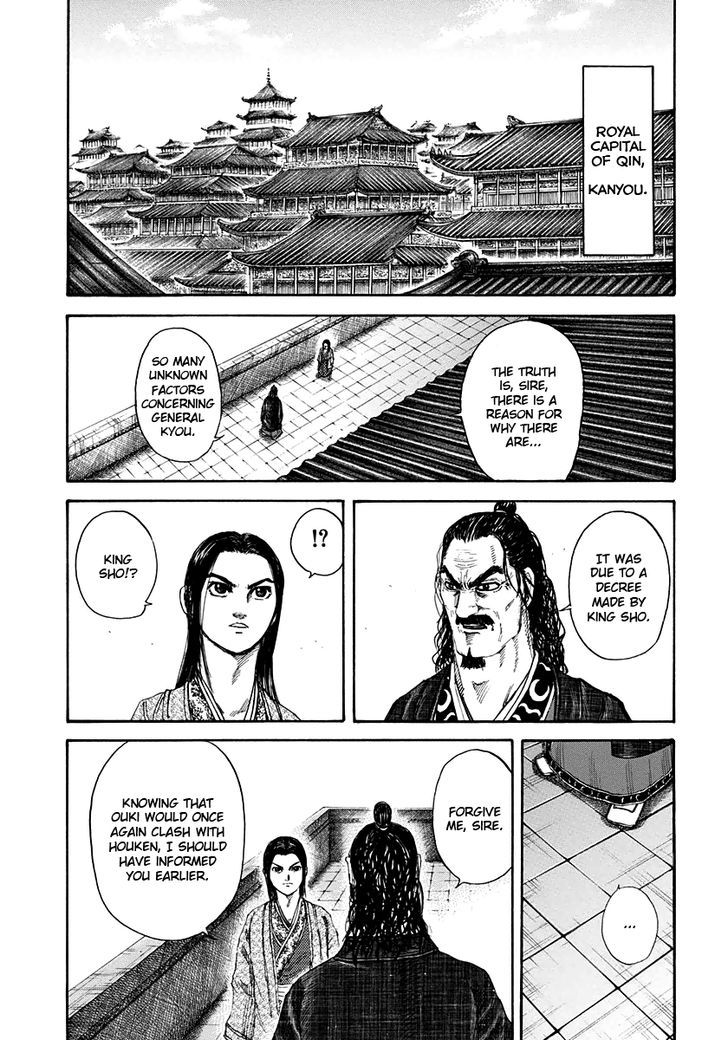 ROYAL
CAPITAL
OF QIN,
KANYOU.
THE TRUTH
IS, SIRE,
THERE IS A
REASON FOR
WHY THERE
ARE...
SO MANY
UNKNOWN
FACTORS
CONCERNING
GENERAL
KYOU.
IT WAS
DUE TO A
DECREE
MADE BY
KING SHO.
!?
KING
SHO!?
...
FORGIVE
ME, SIRE.
KNOWING THAT
OUKI WOULD ONCE
AGAIN CLASH WITH
HOUKEN, I SHOULD
HAVE INFORMED
YOU EARLIER.